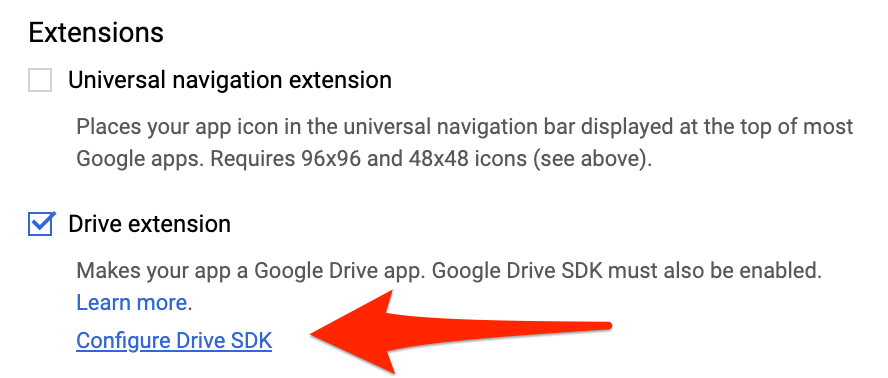 Extensions
Universal navigation extension
Places your app icon in the universal navigation bar displayed at the top of most
Google apps. Requires 96x96 and 48x48 icons (see above).
Drive extension
Makes your app a Google Drive app. Google Drive SDK must also be enabled.
Learn more.
Configure Drive SDK